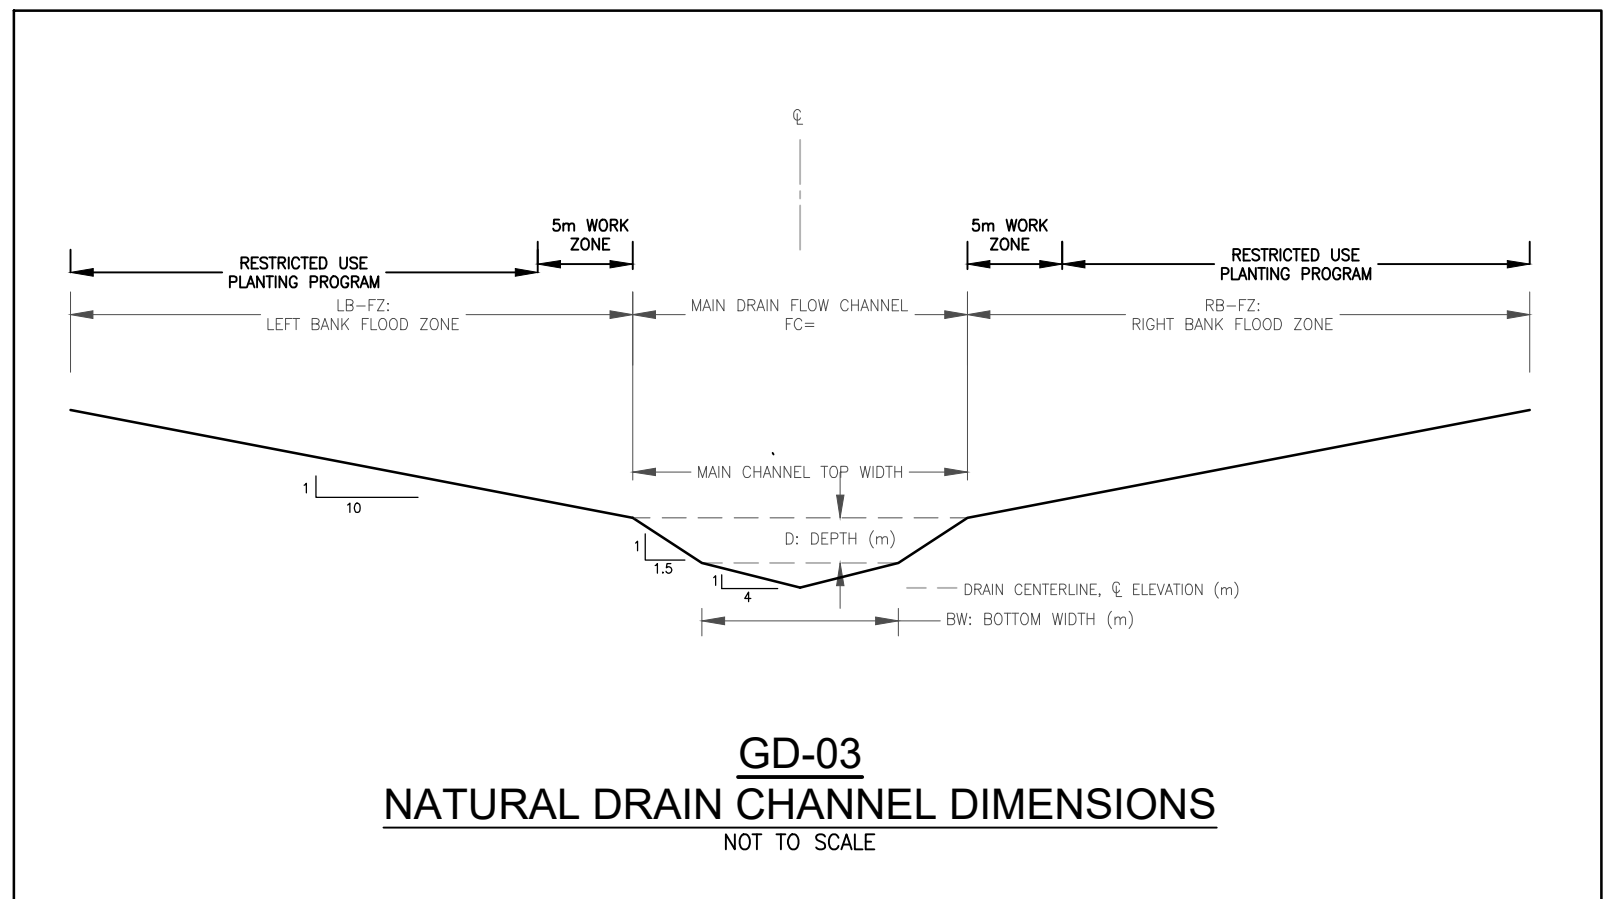 ℄
5m WORK
ZONE
5m WORK
ZONE
RESTRICTED USE
PLANTING PROGRAM
RESTRICTED USE
PLANTING PROGRAM
LB-FZ:
LEFT BANK FLOOD ZONE
MAIN DRAIN FLOW CHANNEL
FC=
RB-FZ:
RIGHT BANK FLOOD ZONE
MAIN CHANNEL TOP WIDTH
1
10
D: DEPTH (m)
1
1.5
1
4
DRAIN CENTERLINE, ℄ ELEVATION (m)
BW: BOTTOM WIDTH (m)
GD-03
NATURAL DRAIN CHANNEL DIMENSIONS
NOT TO SCALE